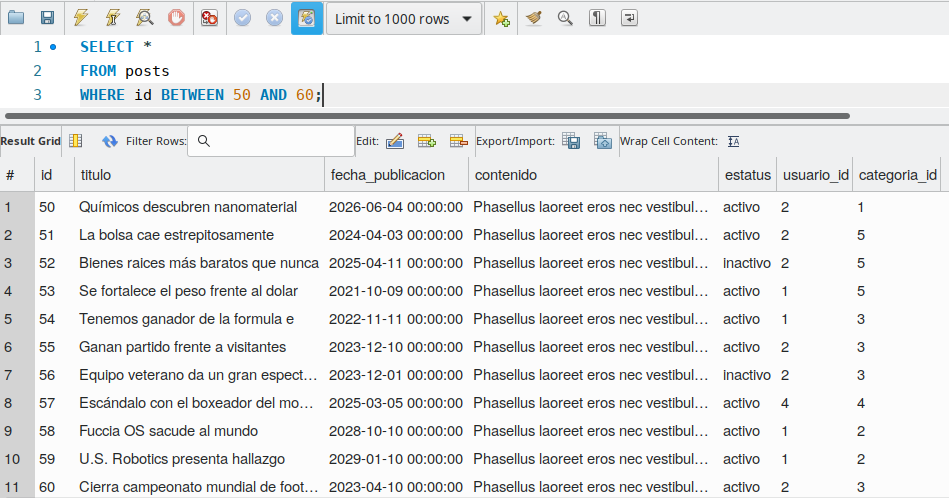 Limit to 1000 rows
1 SELECT *
2 FROM posts
3 WHERE id BETWEEN 50 AND 60;
Result Grid Filter Rows: Edit: Export/Import: Wrap Cell Content:
# id titulo fecha_publicacion contenido estatus usuario_id categoria_id
1 50 Químicos descubren nanomaterial 2026-06-04 00:00:00 Phasellus laoreet eros nec vestibul... activo 2 1
2 51 La bolsa cae estrepitosamente 2024-04-03 00:00:00 Phasellus laoreet eros nec vestibul... activo 2 5
3 52 Bienes raices más baratos que nunca 2025-04-11 00:00:00 Phasellus laoreet eros nec vestibul... inactivo 2 5
4 53 Se fortalece el peso frente al dolar 2021-10-09 00:00:00 Phasellus laoreet eros nec vestibul... activo 1 5
5 54 Tenemos ganador de la formula e 2022-11-11 00:00:00 Phasellus laoreet eros nec vestibul... activo 1 3
6 55 Ganan partido frente a visitantes 2023-12-10 00:00:00 Phasellus laoreet eros nec vestibul... activo 2 3
7 56 Equipo veterano da un gran espect... 2023-12-01 00:00:00 Phasellus laoreet eros nec vestibul... inactivo 2 3
8 57 Escándalo con el boxeador del mo... 2025-03-05 00:00:00 Phasellus laoreet eros nec vestibul... activo 4 4
9 58 Fuccia OS sacude al mundo 2028-10-10 00:00:00 Phasellus laoreet eros nec vestibul... activo 1 2
10 59 U.S. Robotics presenta hallazgo 2029-01-10 00:00:00 Phasellus laoreet eros nec vestibul... activo 1 2
11 60 Cierra campeonato mundial de foot... 2023-04-10 00:00:00 Phasellus laoreet eros nec vestibul... activo 2 3